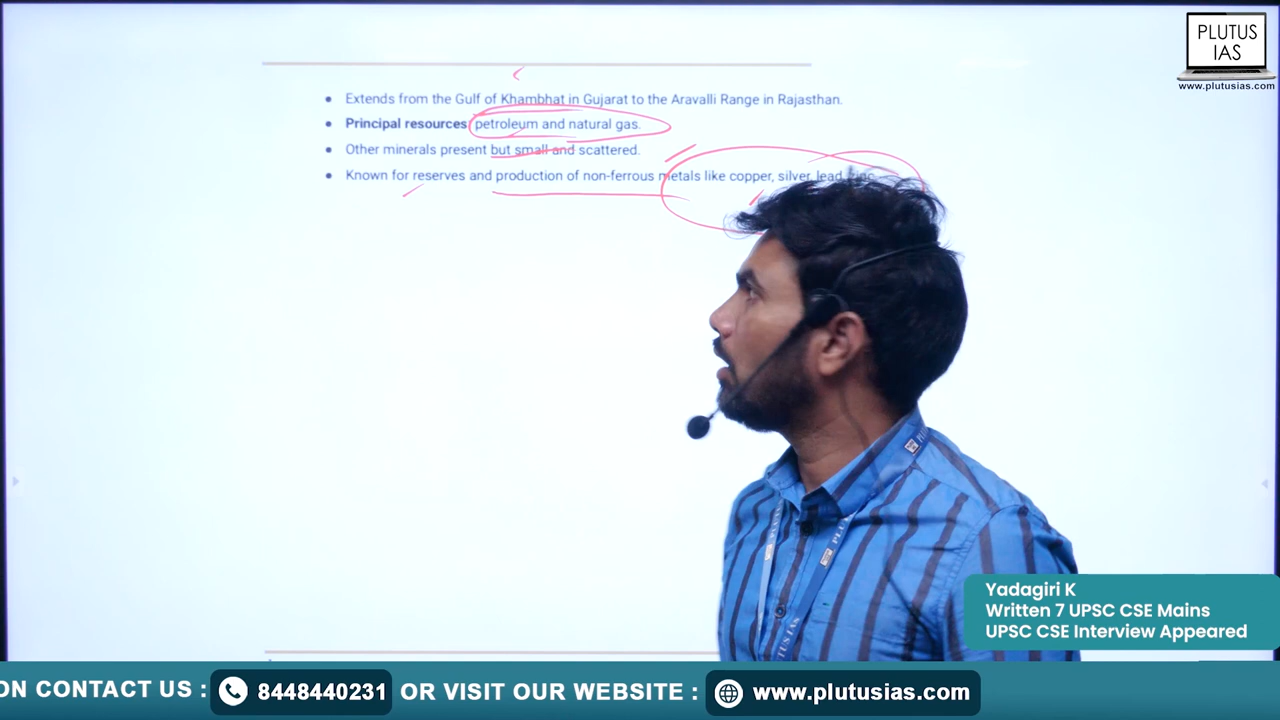 PLUTUS
IAS
www.plutusias.com
• Extends from the Gulf of Khambhat in Gujarat to the Aravalli Range in Rajasthan.
• Principal resources petroleum and natural gas.
• Other minerals present but small and scattered.
• Known for reserves and production of non-ferrous metals like copper, silver, lead, zinc
Yadagiri K
Written 7 UPSC CSE Mains
UPSC CSE Interview Appeared
ON CONTACT US : 8448440231 OR VISIT OUR WEBSITE : www.plutusias.com